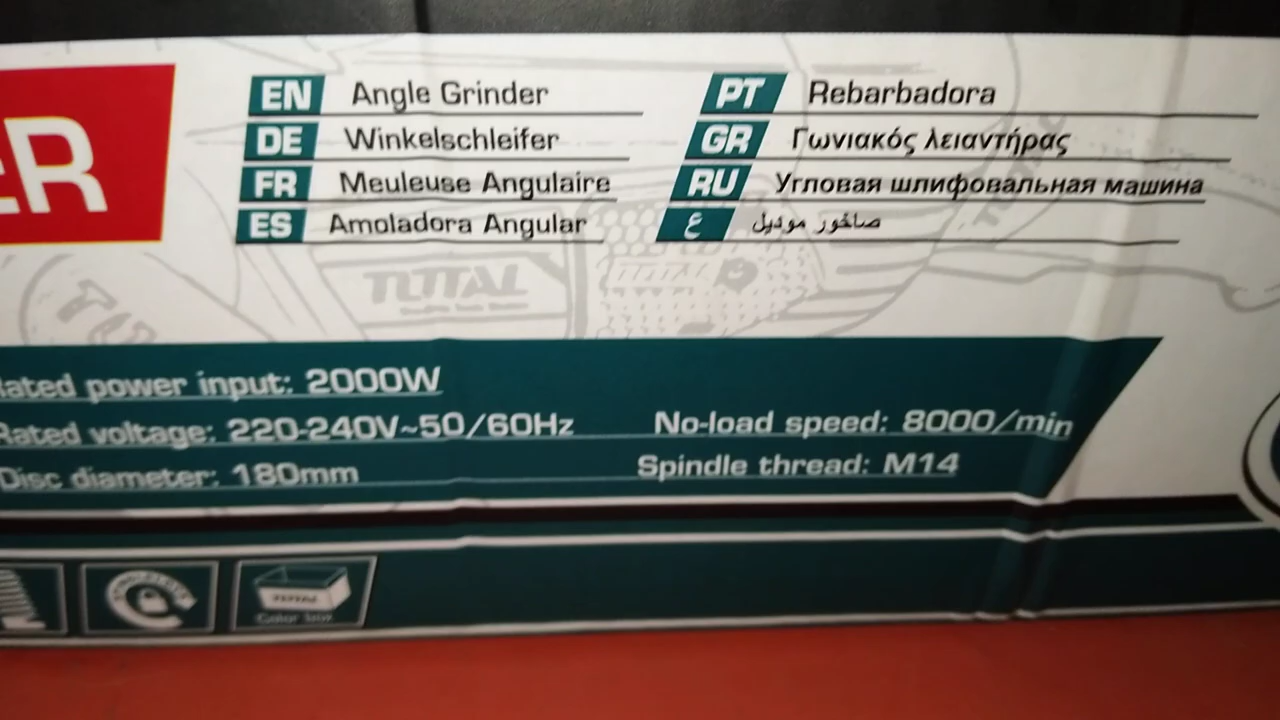 ER
EN Angle Grinder
DE Winkelschleifer
FR Meuleuse Angulaire
ES Amoladora Angular
PT Rebarbadora
GR Γωνιακός λειαντήρας
RU Угловая шлифовальная машина
ع صاخور موديل
TOTAL
Rated power input: 2000W
Rated voltage: 220-240V~50/60Hz
Disc diameter: 180mm
No-load speed: 8000/min
Spindle thread: M14
TOTAL
Color box